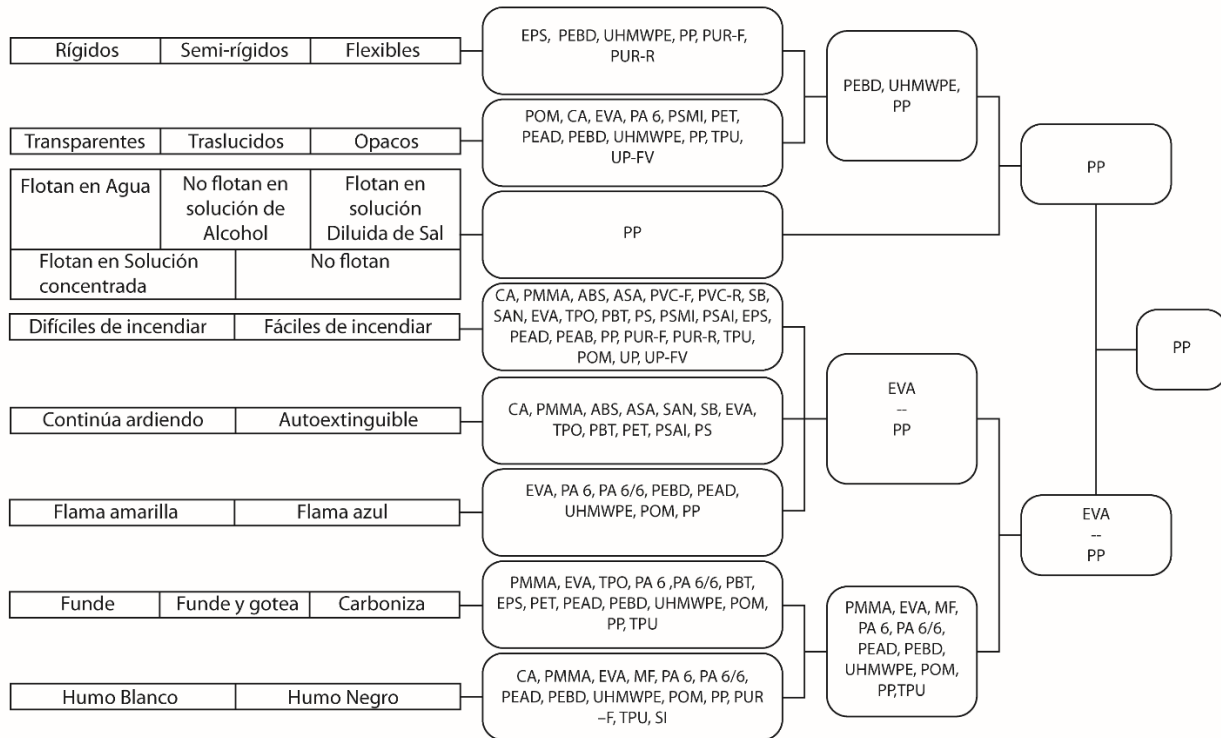 Rígidos Semi-rígidos Flexibles
EPS, PEBD, UHMWPE, PP, PUR-F,
PUR-R
PEBD, UHMWPE,
PP
Transparentes Traslucidos Opacos
POM, CA, EVA, PA 6, PSMI, PET,
PEAD, PEBD, UHMWPE, PP, TPU,
UP-FV
PP
Flotan en Agua
No flotan en
solución de
Alcohol
Flotan en
solución
Diluida de Sal
Flotan en Solución
concentrada
No flotan
PP
Difíciles de incendiar Fáciles de incendiar
CA, PMMA, ABS, ASA, PVC-F, PVC-R, SB,
SAN, EVA, TPO, PBT, PS, PSMI, PSAI, EPS,
PEAD, PEAB, PP, PUR-F, PUR-R, TPU,
POM, UP, UP-FV
PP
Continúa ardiendo Autoextinguible
CA, PMMA, ABS, ASA, SAN, SB, EVA,
TPO, PBT, PET, PSAI, PS
EVA
--
PP
Flama amarilla Flama azul
EVA, PA 6, PA 6/6, PEBD, PEAD,
UHMWPE, POM, PP
EVA
--
PP
Funde Funde y gotea Carboniza
PMMA, EVA, TPO, PA 6 ,PA 6/6, PBT,
EPS, PET, PEAD, PEBD, UHMWPE, POM,
PP, TPU
PMMA, EVA, MF,
PA 6, PA 6/6,
PEAD, PEBD,
UHMWPE, POM,
PP,TPU
Humo Blanco Humo Negro
CA, PMMA, EVA, MF, PA 6, PA 6/6,
PEAD, PEBD, UHMWPE, POM, PP, PUR
–F, TPU, SI